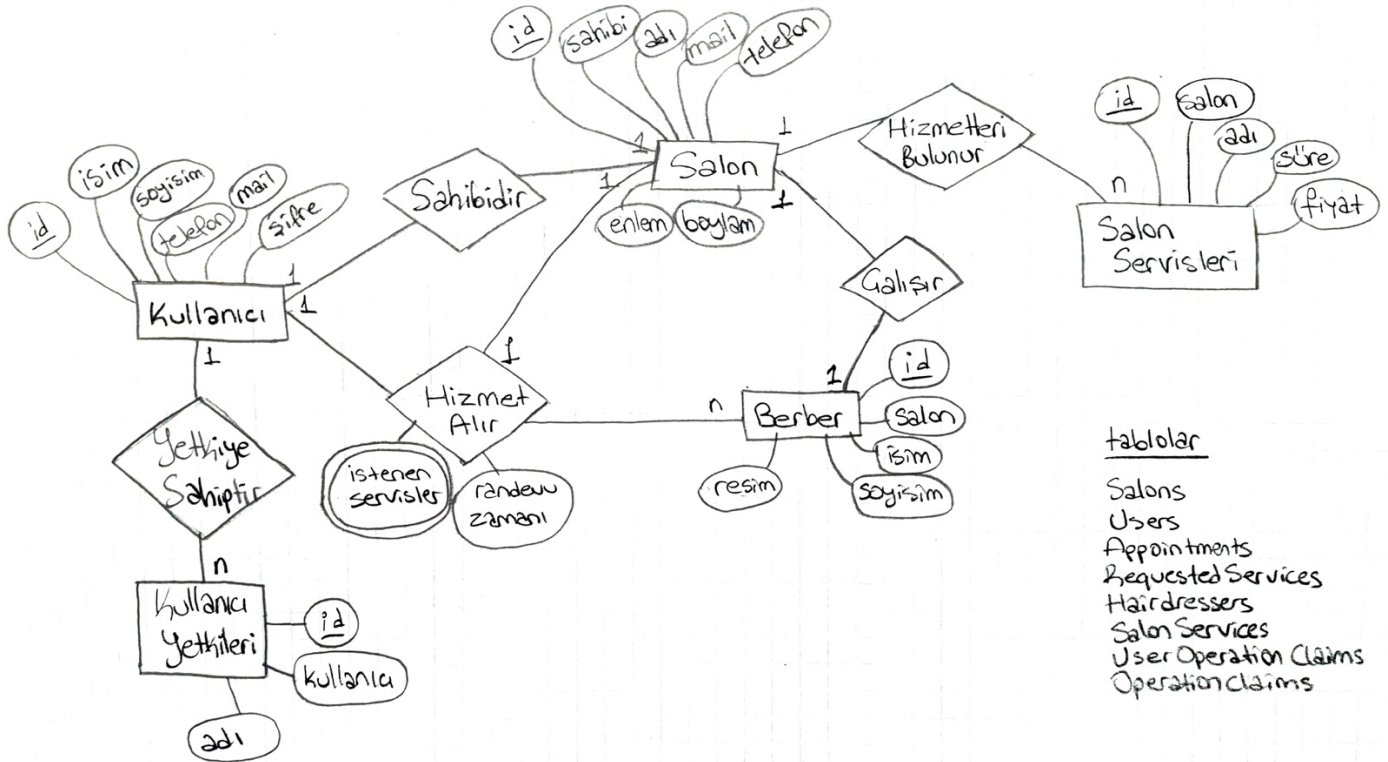 id
sahibi
adı
mail
telefon
1
Salon
1
1
1
enlem
boylam
Hizmetleri
Bulunur
n
id
salon
adı
süre
fiyat
Salon
Servisleri
id
isim
soyisim
telefon
mail
şifre
Kullanıcı
1
1
1
Sahibidir
Çalışır
1
Hizmet
Alır
1
n
istenen
servisler
randevu
zamanı
Berber
id
salon
isim
soyisim
resim
Yetkiye
Sahiptir
n
Kullanıcı
Yetkileri
id
kullanıcı
adı
tablolar
Salons
Users
Appointments
Requested Services
Hairdressers
Salon Services
User Operation Claims
Operation Claims